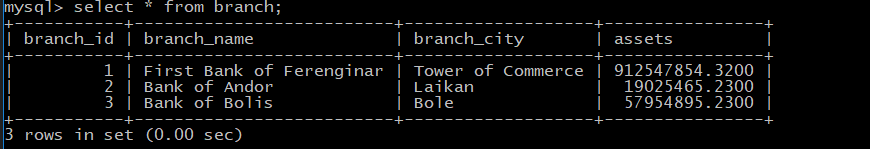 mysql> select * from branch;
+-----------+--------------------------+-------------------+----------------+
| branch_id | branch_name              | branch_city       | assets         |
+-----------+--------------------------+-------------------+----------------+
|         1 | First Bank of Ferenginar | Tower of Commerce | 912547854.3200 |
|         2 | Bank of Andor            | Laikan            |  19025465.2300 |
|         3 | Bank of Bolis            | Bole              |  57954895.2300 |
+-----------+--------------------------+-------------------+----------------+
3 rows in set (0.00 sec)